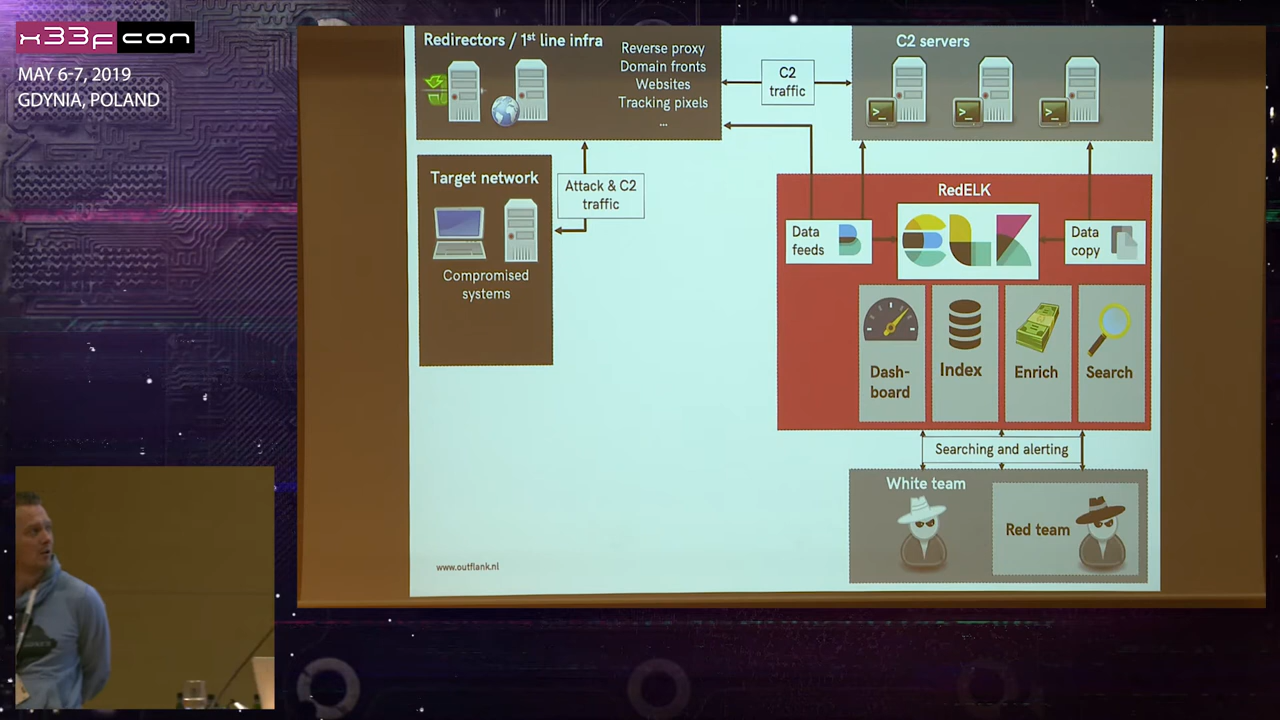 x33fcon
MAY 6-7, 2019
GDYNIA, POLAND
Redirectors / 1st line infra
Reverse proxy
Domain fronts
Websites
Tracking pixels
...
C2
traffic
C2 servers
>_
>_
>_
Target network
Compromised
systems
Attack & C2
traffic
RedELK
Data
feeds
elk
Data
copy
Dash-
board
Index
Enrich
Search
Searching and alerting
White team
Red team
www.outflank.nl